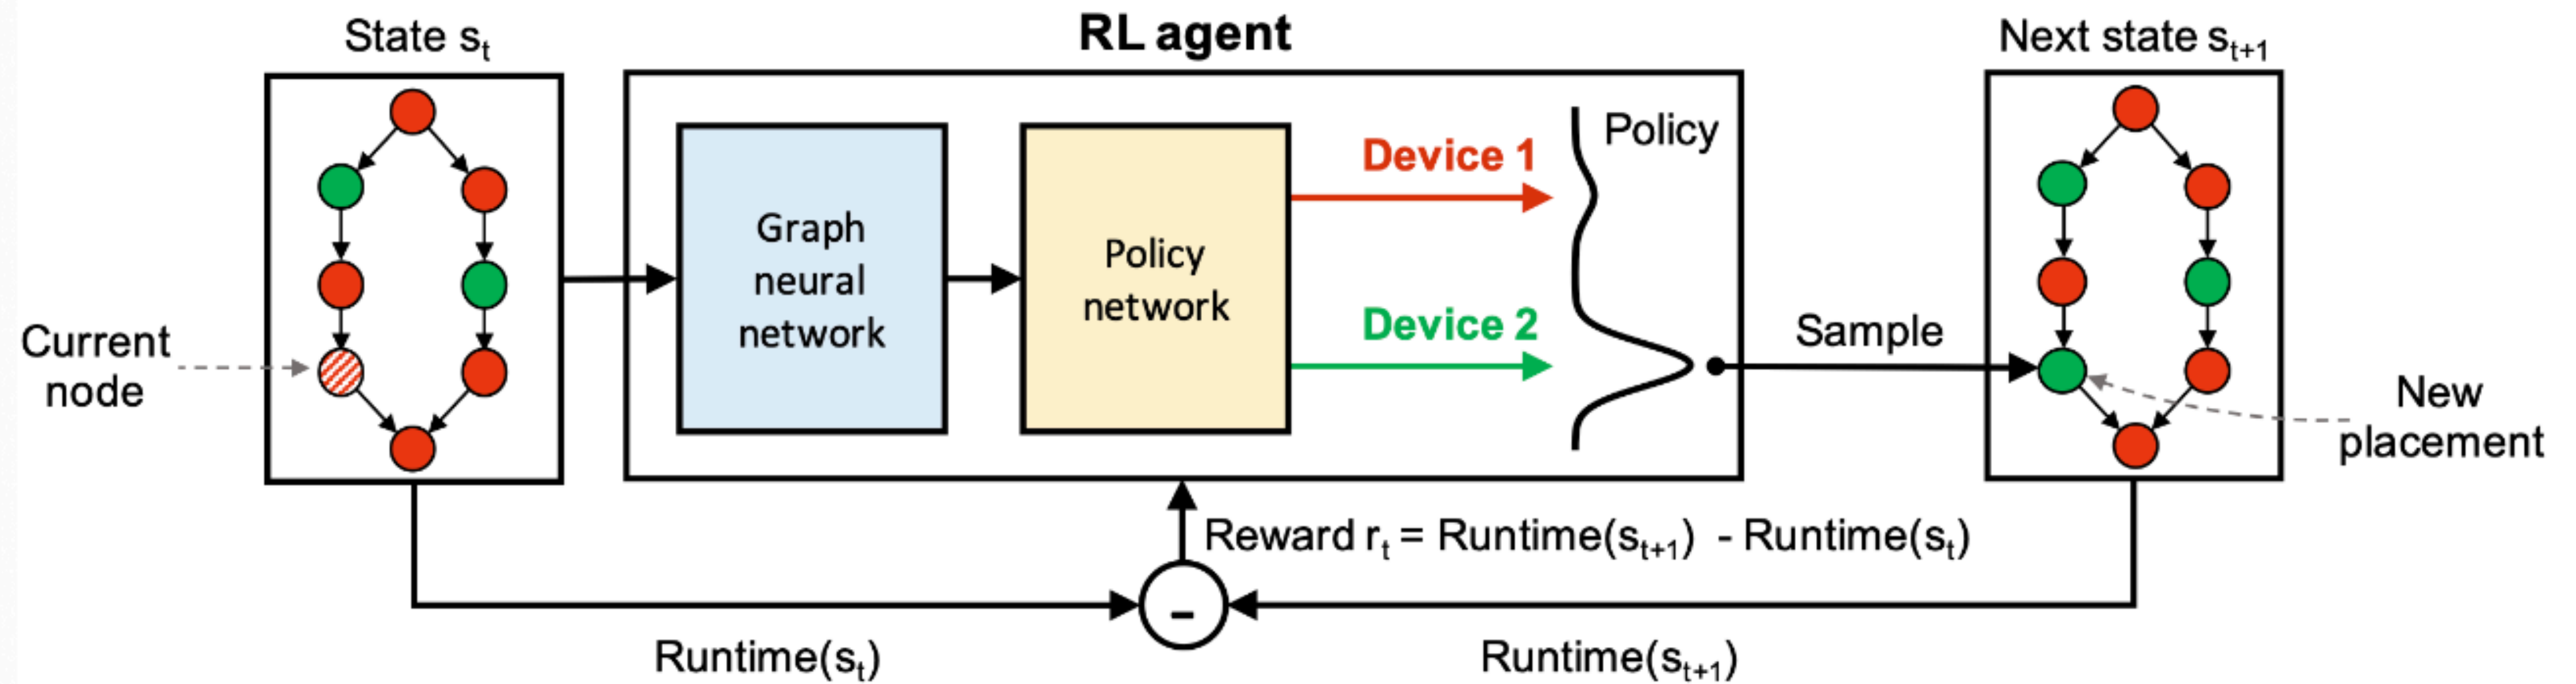 State sₜ
RL agent
Next state sₜ₊₁
Policy
Device 1
Graph
neural
network
Policy
network
Device 2
Current
node
Sample
New
placement
Reward rₜ = Runtime(sₜ₊₁) - Runtime(sₜ)
-
Runtime(sₜ)
Runtime(sₜ₊₁)